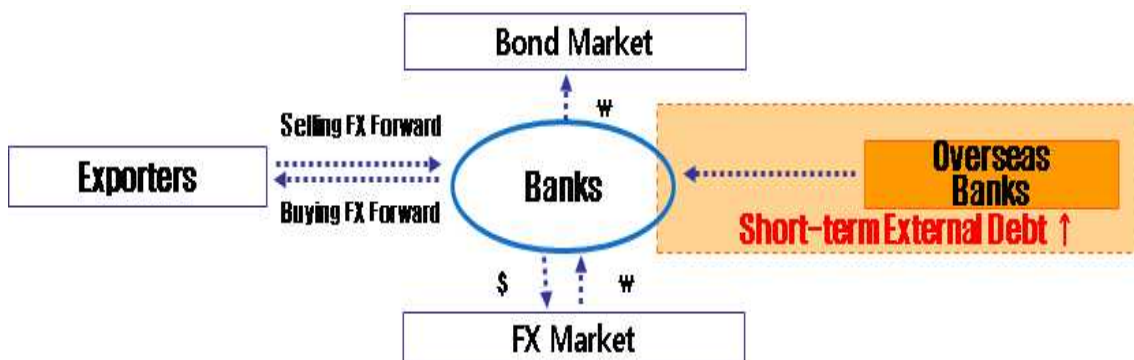 Bond Market
₩
Selling FX Forward
Exporters
Banks
Overseas
Banks
Buying FX Forward
Short-term External Debt ↑
$
₩
FX Market